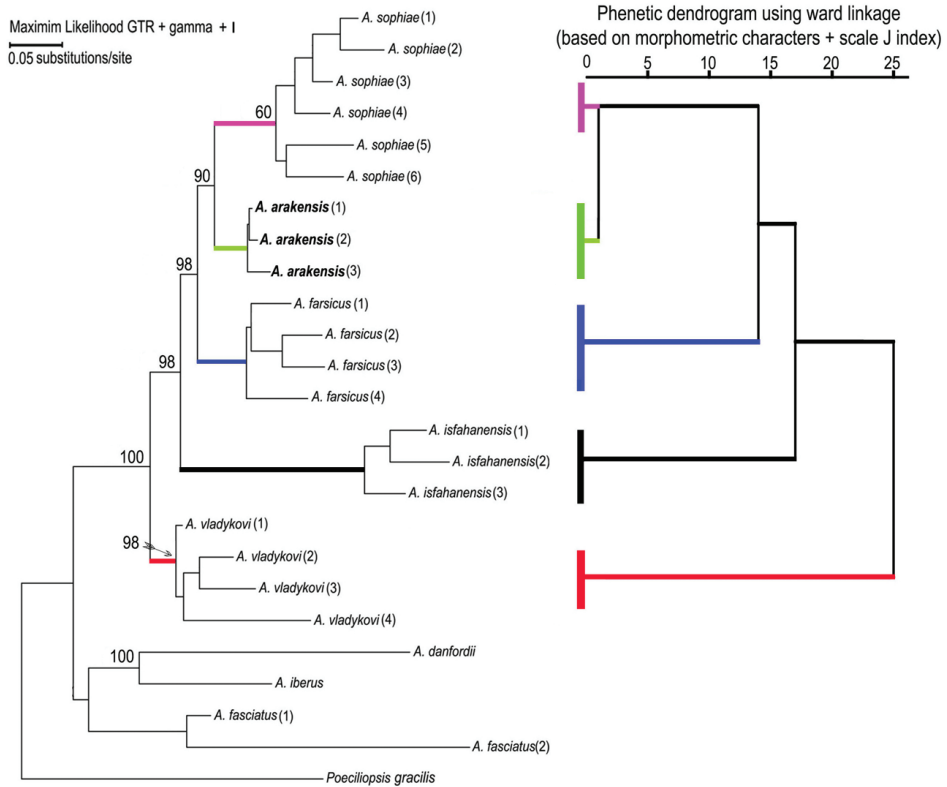 Maximim Likelihood GTR + gamma + I
0.05 substitutions/site
Phenetic dendrogram using ward linkage
(based on morphometric characters + scale J index)
0 5 10 15 20 25
A. sophiae (1)
A. sophiae (2)
A. sophiae (3)
A. sophiae (4)
60
A. sophiae (5)
A. sophiae (6)
90
A. arakensis (1)
A. arakensis (2)
98
A. arakensis (3)
A. farsicus (1)
A. farsicus (2)
98
A. farsicus (3)
A. farsicus (4)
A. isfahanensis (1)
100
A. isfahanensis (2)
A. isfahanensis (3)
A. vladykovi (1)
98
A. vladykovi (2)
A. vladykovi (3)
A. vladykovi (4)
100
A. danfordii
A. iberus
A. fasciatus (1)
A. fasciatus (2)
Poeciliopsis gracilis